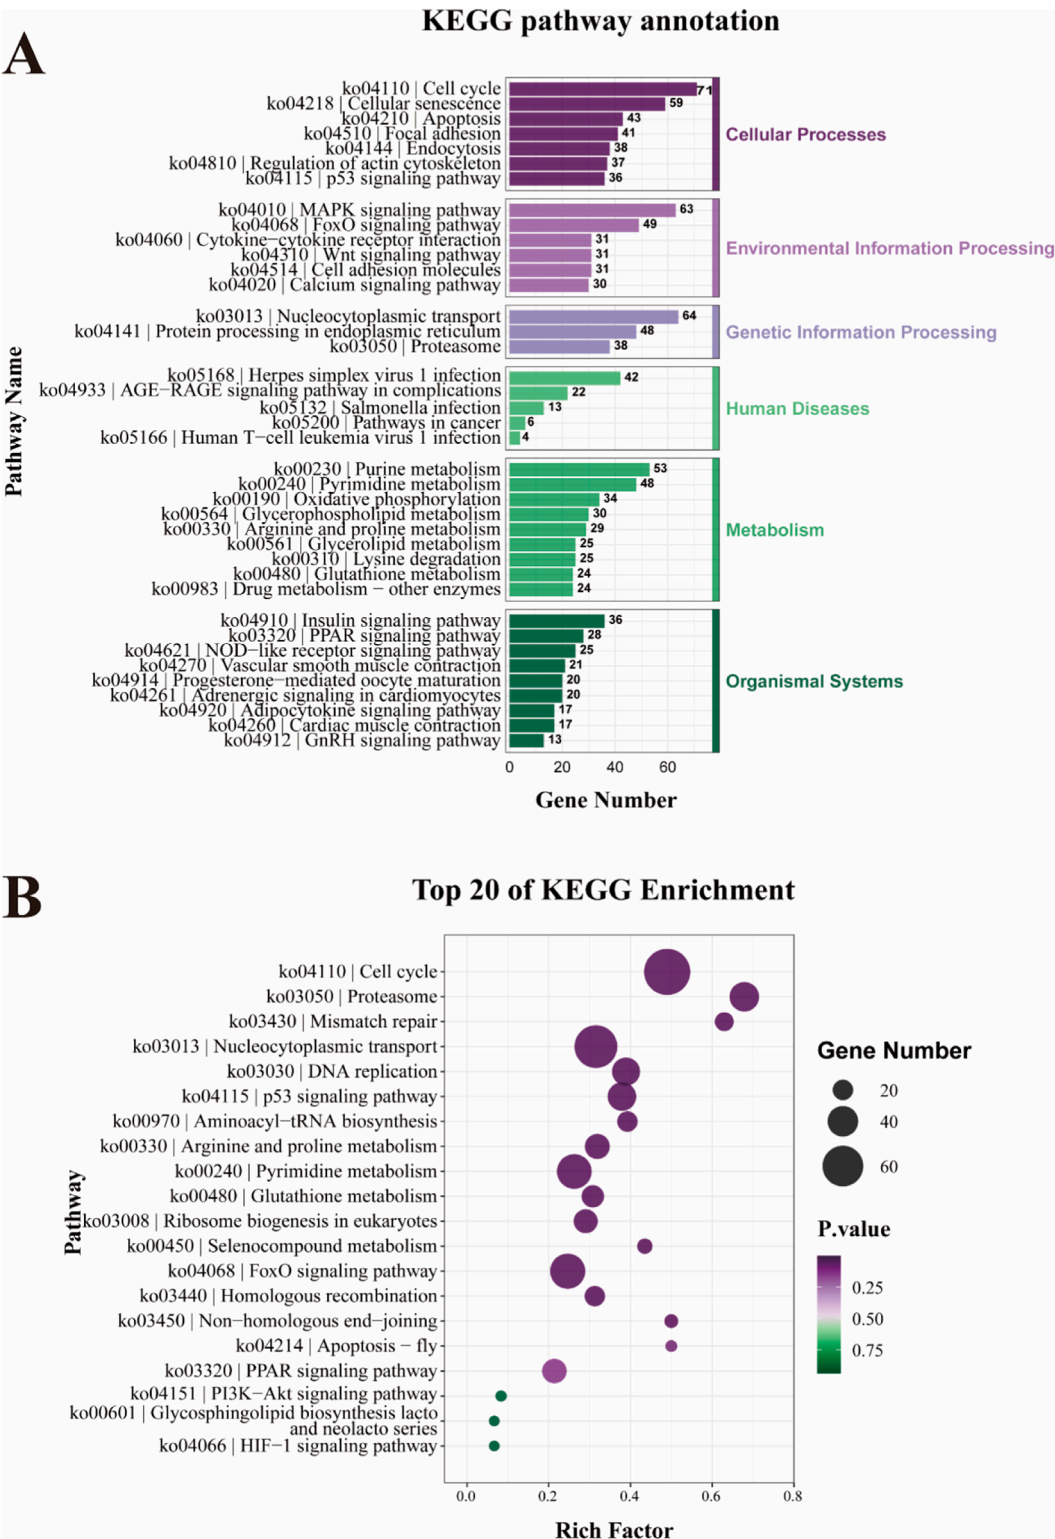 KEGG pathway annotation
A
Pathway Name
ko04110 | Cell cycle 71
ko04218 | Cellular senescence 59
ko04210 | Apoptosis 43
ko04510 | Focal adhesion 41
ko04144 | Endocytosis 38
ko04810 | Regulation of actin cytoskeleton 37
ko04115 | p53 signaling pathway 36
Cellular Processes
ko04010 | MAPK signaling pathway 63
ko04068 | FoxO signaling pathway 49
ko04060 | Cytokine−cytokine receptor interaction 31
ko04310 | Wnt signaling pathway 31
ko04514 | Cell adhesion molecules 31
ko04020 | Calcium signaling pathway 30
Environmental Information Processing
ko03013 | Nucleocytoplasmic transport 64
ko04141 | Protein processing in endoplasmic reticulum 48
ko03050 | Proteasome 38
Genetic Information Processing
ko05168 | Herpes simplex virus 1 infection 42
ko04933 | AGE−RAGE signaling pathway in complications 22
ko05132 | Salmonella infection 13
ko05200 | Pathways in cancer 6
ko05166 | Human T−cell leukemia virus 1 infection 4
Human Diseases
ko00230 | Purine metabolism 53
ko00240 | Pyrimidine metabolism 48
ko00190 | Oxidative phosphorylation 34
ko00564 | Glycerophospholipid metabolism 30
ko00330 | Arginine and proline metabolism 29
ko00561 | Glycerolipid metabolism 25
ko00310 | Lysine degradation 25
ko00480 | Glutathione metabolism 24
ko00983 | Drug metabolism − other enzymes 24
Metabolism
ko04910 | Insulin signaling pathway 36
ko03320 | PPAR signaling pathway 28
ko04621 | NOD−like receptor signaling pathway 25
ko04270 | Vascular smooth muscle contraction 21
ko04914 | Progesterone−mediated oocyte maturation 20
ko04261 | Adrenergic signaling in cardiomyocytes 20
ko04920 | Adipocytokine signaling pathway 17
ko04260 | Cardiac muscle contraction 17
ko04912 | GnRH signaling pathway 13
Organismal Systems
0 20 40 60
Gene Number
B
Top 20 of KEGG Enrichment
Pathway
ko04110 | Cell cycle
ko03050 | Proteasome
ko03430 | Mismatch repair
ko03013 | Nucleocytoplasmic transport
ko03030 | DNA replication
ko04115 | p53 signaling pathway
ko00970 | Aminoacyl−tRNA biosynthesis
ko00330 | Arginine and proline metabolism
ko00240 | Pyrimidine metabolism
ko00480 | Glutathione metabolism
ko03008 | Ribosome biogenesis in eukaryotes
ko00450 | Selenocompound metabolism
ko04068 | FoxO signaling pathway
ko03440 | Homologous recombination
ko03450 | Non−homologous end−joining
ko04214 | Apoptosis − fly
ko03320 | PPAR signaling pathway
ko04151 | PI3K−Akt signaling pathway
ko00601 | Glycosphingolipid biosynthesis lacto
and neolacto series
ko04066 | HIF−1 signaling pathway
0.0 0.2 0.4 0.6 0.8
Rich Factor
Gene Number
20
40
60
P.value
0.25
0.50
0.75